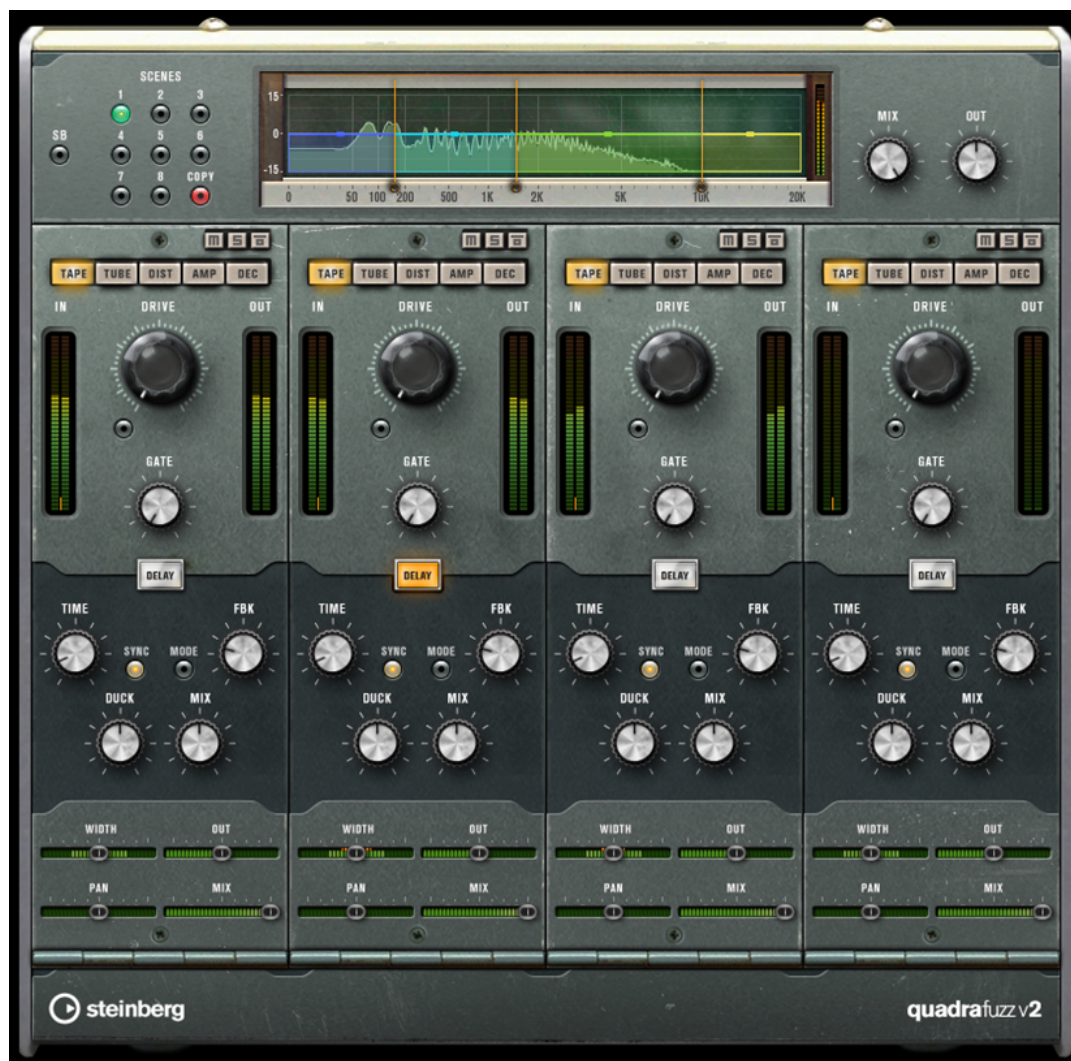 SCENES
1 2 3
SB 4 5 6
7 8 COPY
15
0
-15
0 50 100 200 500 1K 2K 5K 10K 20K
MIX OUT
M S M S M S M S
TAPE TUBE DIST AMP DEC TAPE TUBE DIST AMP DEC TAPE TUBE DIST AMP DEC TAPE TUBE DIST AMP DEC
IN DRIVE OUT IN DRIVE OUT IN DRIVE OUT IN DRIVE OUT
GATE GATE GATE GATE
DELAY DELAY DELAY DELAY
TIME FBK TIME FBK TIME FBK TIME FBK
SYNC MODE SYNC MODE SYNC MODE SYNC MODE
DUCK MIX DUCK MIX DUCK MIX DUCK MIX
WIDTH OUT WIDTH OUT WIDTH OUT WIDTH OUT
PAN MIX PAN MIX PAN MIX PAN MIX
steinberg quadrafuzz v2